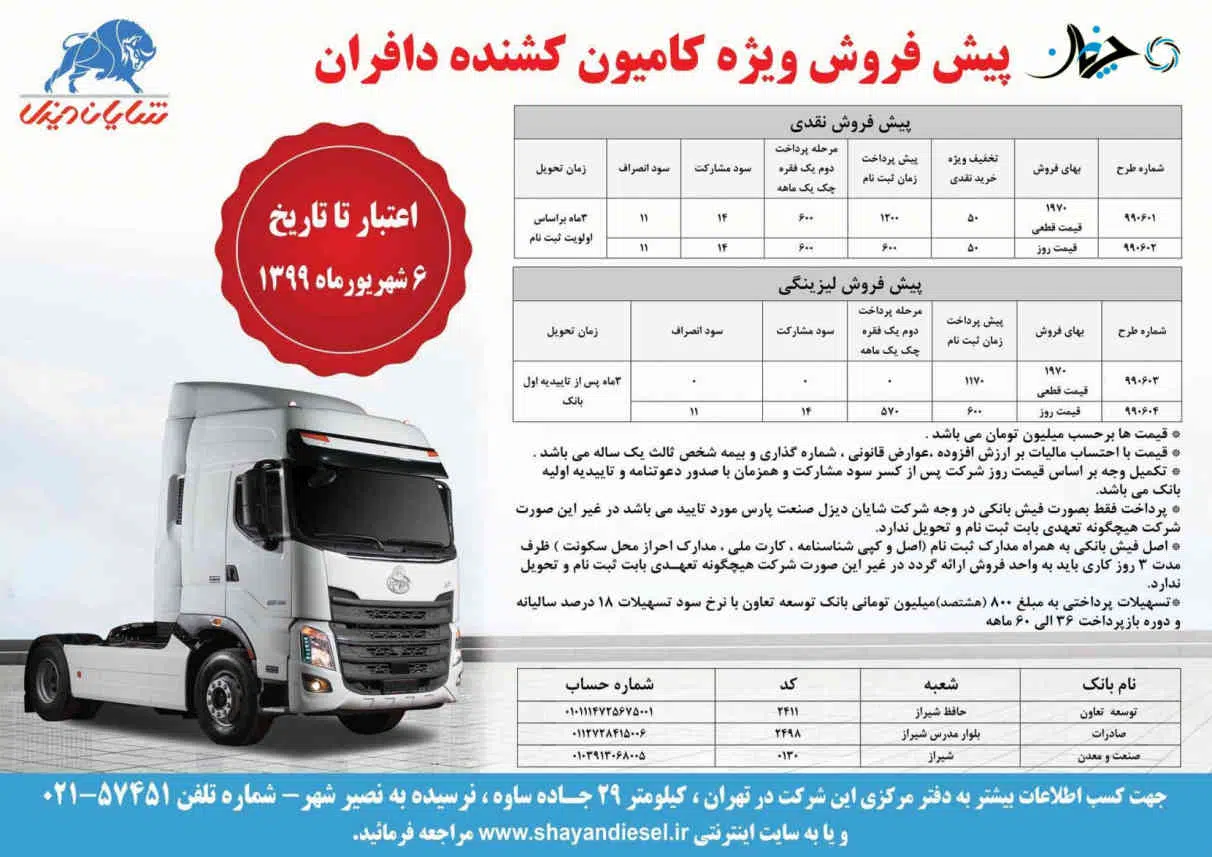 شایان دیزل
پیش فروش ویژه کامیون کشنده دافران
اعتبار تا تاریخ
۶ شهریورماه ۱۳۹۹
پیش فروش نقدی
شماره طرح بهای فروش تخفیف ویژه خرید نقدی پیش پرداخت زمان ثبت نام مرحله پرداخت دوم یک فقره چک یک ماهه سود مشارکت سود انصراف زمان تحویل
۹۹۰۶۰۱ ۱۹۷۰ قیمت قطعی ۵۰ ۱۲۰۰ ۶۰۰ ۱۴ ۱۱ ۳ماه براساس اولویت ثبت نام
۹۹۰۶۰۲ قیمت روز ۵۰ ۶۰۰ ۶۰۰ ۱۴ ۱۱
پیش فروش لیزینگی
شماره طرح بهای فروش پیش پرداخت زمان ثبت نام مرحله پرداخت دوم یک فقره چک یک ماهه سود مشارکت سود انصراف زمان تحویل
۹۹۰۶۰۳ ۱۹۷۰ قیمت قطعی ۱۱۷۰ ۰ ۰ ۰ ۳ماه پس از تاییدیه اول بانک
۹۹۰۶۰۴ قیمت روز ۶۰۰ ۵۷۰ ۱۴ ۱۱
* قیمت ها برحسب میلیون تومان می باشد .
* قیمت با احتساب مالیات بر ارزش افزوده ،عوارض قانونی ، شماره گذاری و بیمه شخص ثالث یک ساله می باشد .
* تکمیل وجه بر اساس قیمت روز شرکت پس از کسر سود مشارکت و همزمان با صدور دعوتنامه و تاییدیه اولیه
بانک می باشد.
* پرداخت فقط بصورت فیش بانکی در وجه شرکت شایان دیزل صنعت پارس مورد تایید می باشد در غیر این صورت
شرکت هیچگونه تعهدی بابت ثبت نام و تحویل ندارد.
* اصل فیش بانکی به همراه مدارک ثبت نام (اصل و کپی شناسنامه ، کارت ملی ، مدارک احراز محل سکونت ) ظرف
مدت ۳ روز کاری باید به واحد فروش ارائه گردد در غیر این صورت شرکت هیچگونه تعهدی بابت ثبت نام و تحویل
ندارد.
*تسهیلات پرداختی به مبلغ ۸۰۰ (هشتصد)میلیون تومانی بانک توسعه تعاون با نرخ سود تسهیلات ۱۸ درصد سالیانه
و دوره بازپرداخت ۳۶ الی ۶۰ ماهه
نام بانک شعبه کد شماره حساب
توسعه تعاون حافظ شیراز ۲۴۱۱ ۰۱۰۱۱۱۴۷۲۵۶۷۵۰۰۱
صادرات بلوار مدرس شیراز ۲۴۹۸ ۰۱۱۲۷۲۸۴۱۵۰۰۶
صنعت و معدن شیراز ۰۱۳۰ ۰۱۰۳۹۱۳۰۶۸۰۰۵
جهت کسب اطلاعات بیشتر به دفتر مرکزی این شرکت در تهران ، کیلومتر ۲۹ جاده ساوه ، نرسیده به نصیر شهر– شماره تلفن ۵۷۴۵۱-۰۲۱
و یا به سایت اینترنتی www.shayandiesel.ir مراجعه فرمائید.